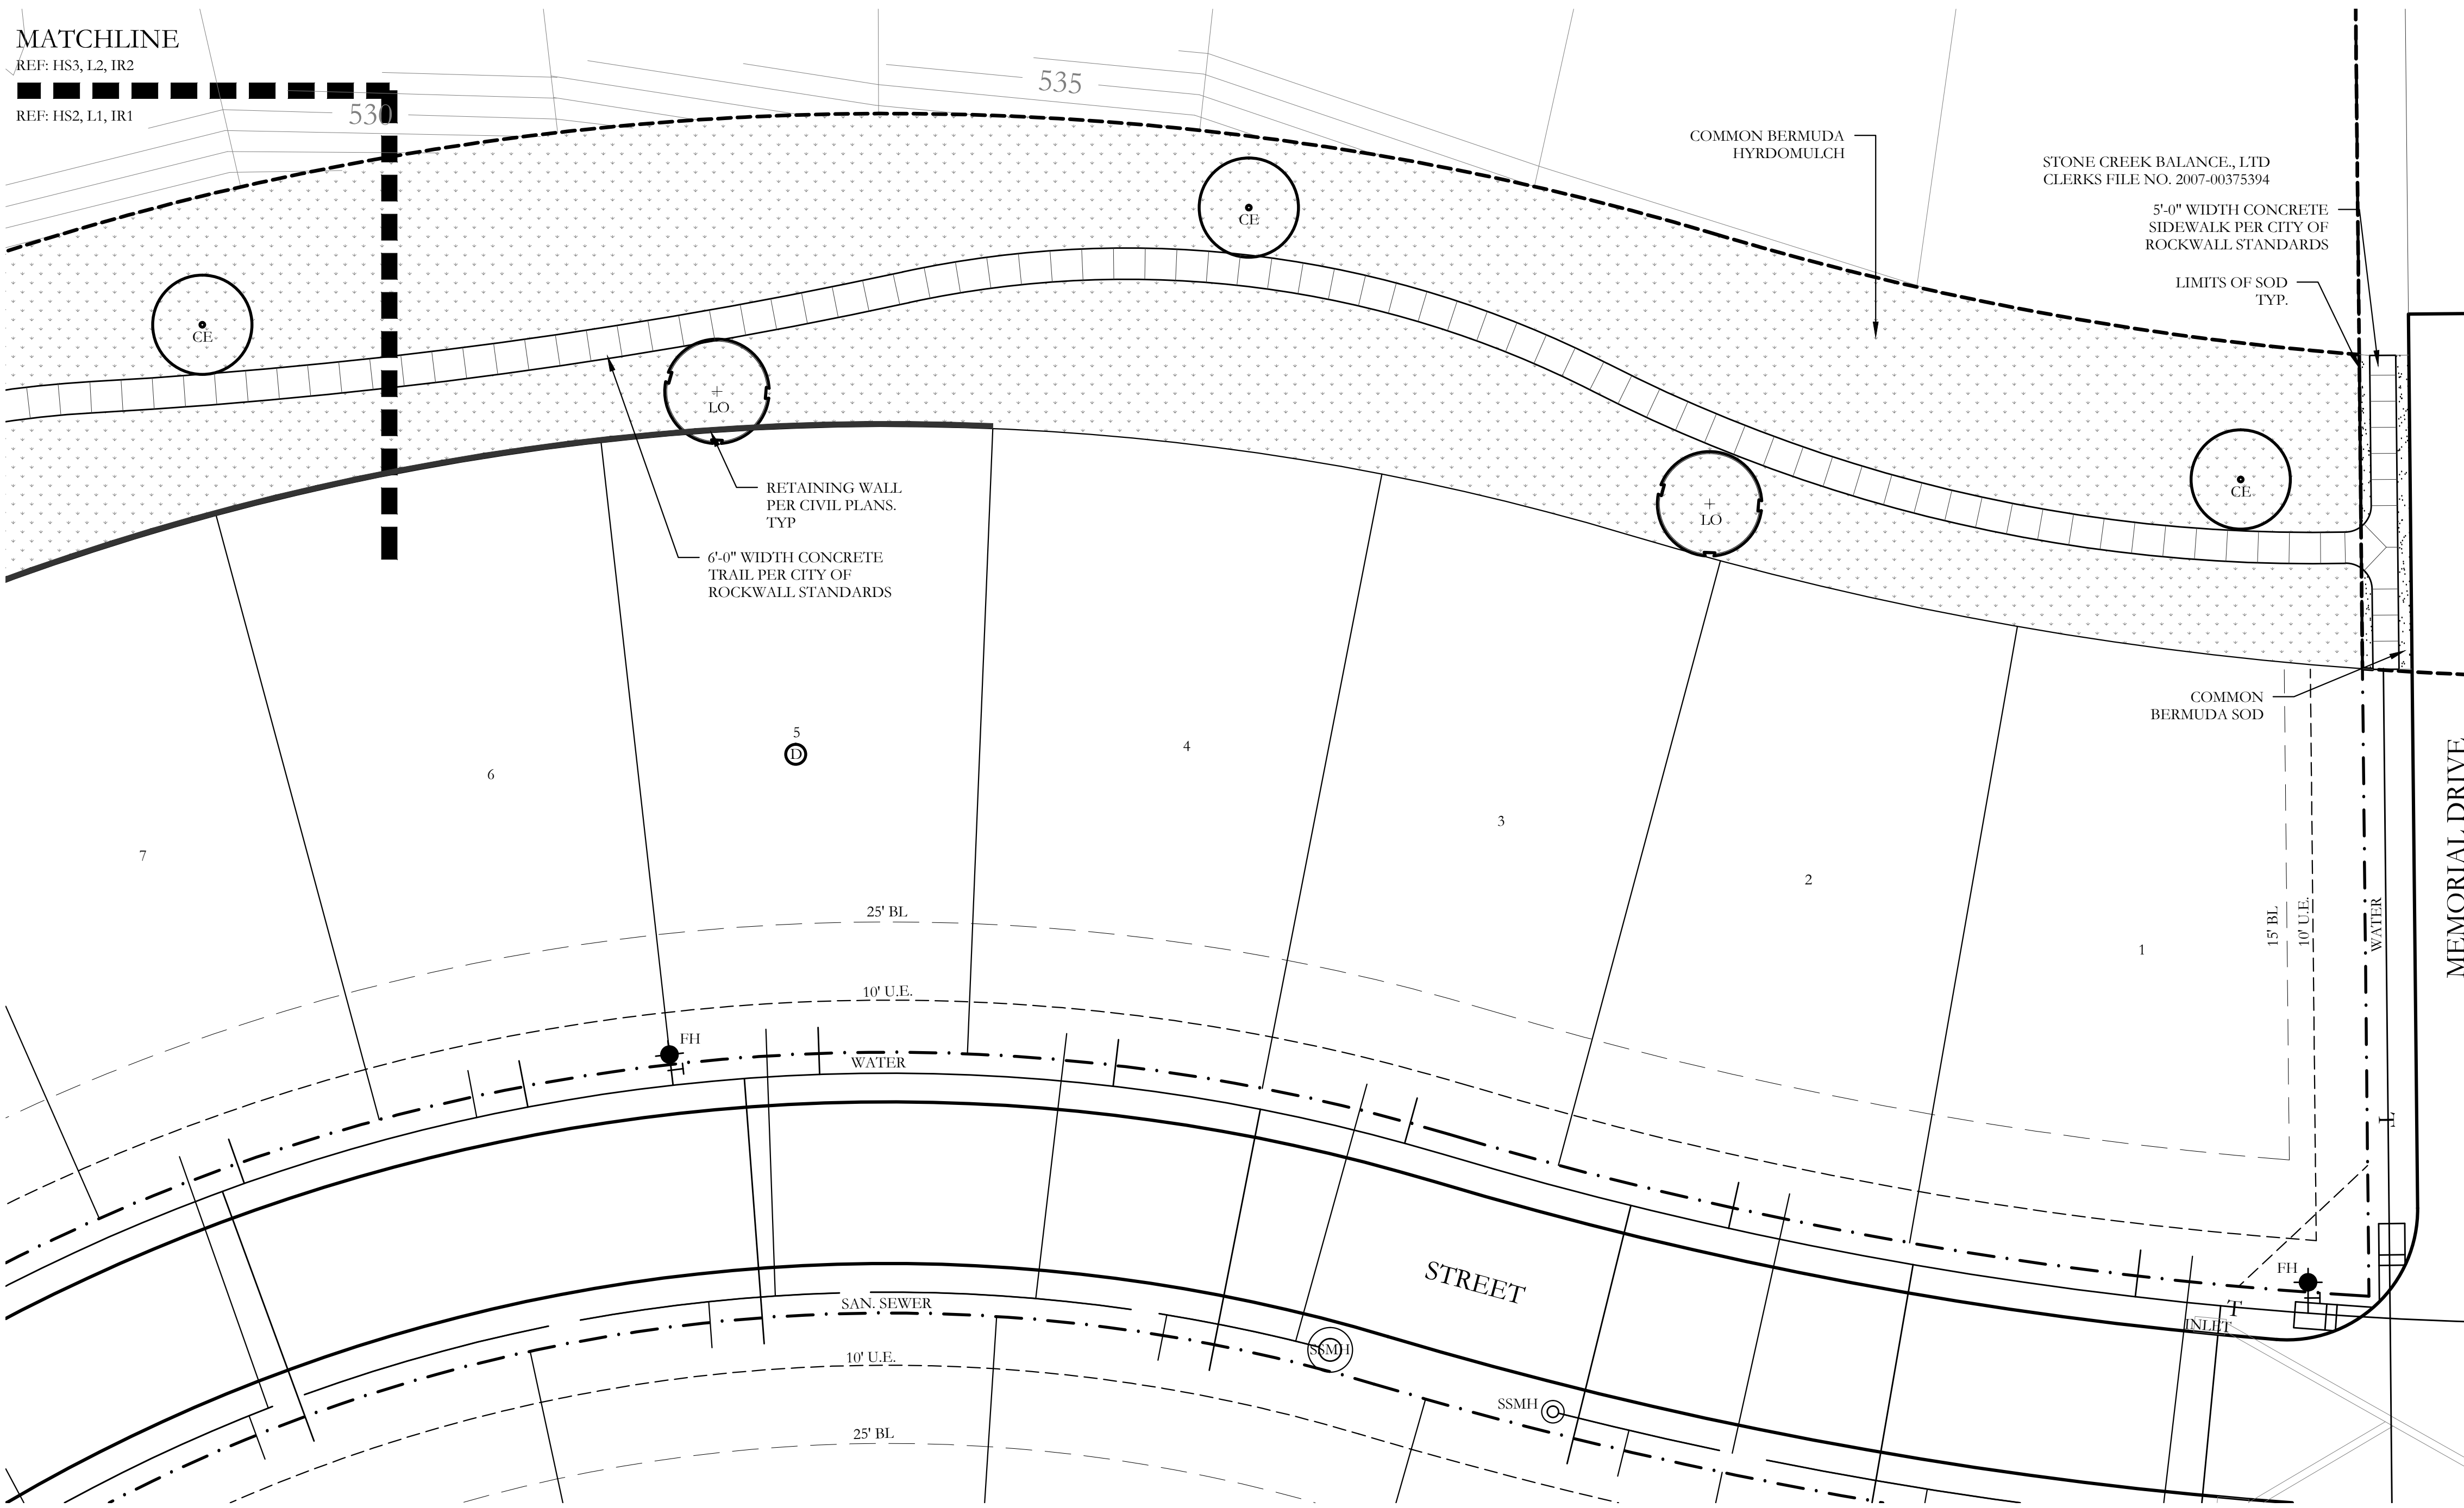 MATCHLINE
REF: HS3, L2, IR2
REF: HS2, L1, IR1
530
535
COMMON BERMUDA
HYRDOMULCH
STONE CREEK BALANCE., LTD
CLERKS FILE NO. 2007-00375394
5'-0" WIDTH CONCRETE
SIDEWALK PER CITY OF
ROCKWALL STANDARDS
LIMITS OF SOD
TYP.
CE
CE
CE
LO
LO
RETAINING WALL
PER CIVIL PLANS.
TYP
6'-0" WIDTH CONCRETE
TRAIL PER CITY OF
ROCKWALL STANDARDS
COMMON
BERMUDA SOD
MEMORIAL DRIVE
7
6
5
D
4
3
2
1
25' BL
10' U.E.
15' BL
10' U.E.
WATER
FH
WATER
STREET
FH
T
INLET
SAN. SEWER
SSMH
SSMH
10' U.E.
25' BL